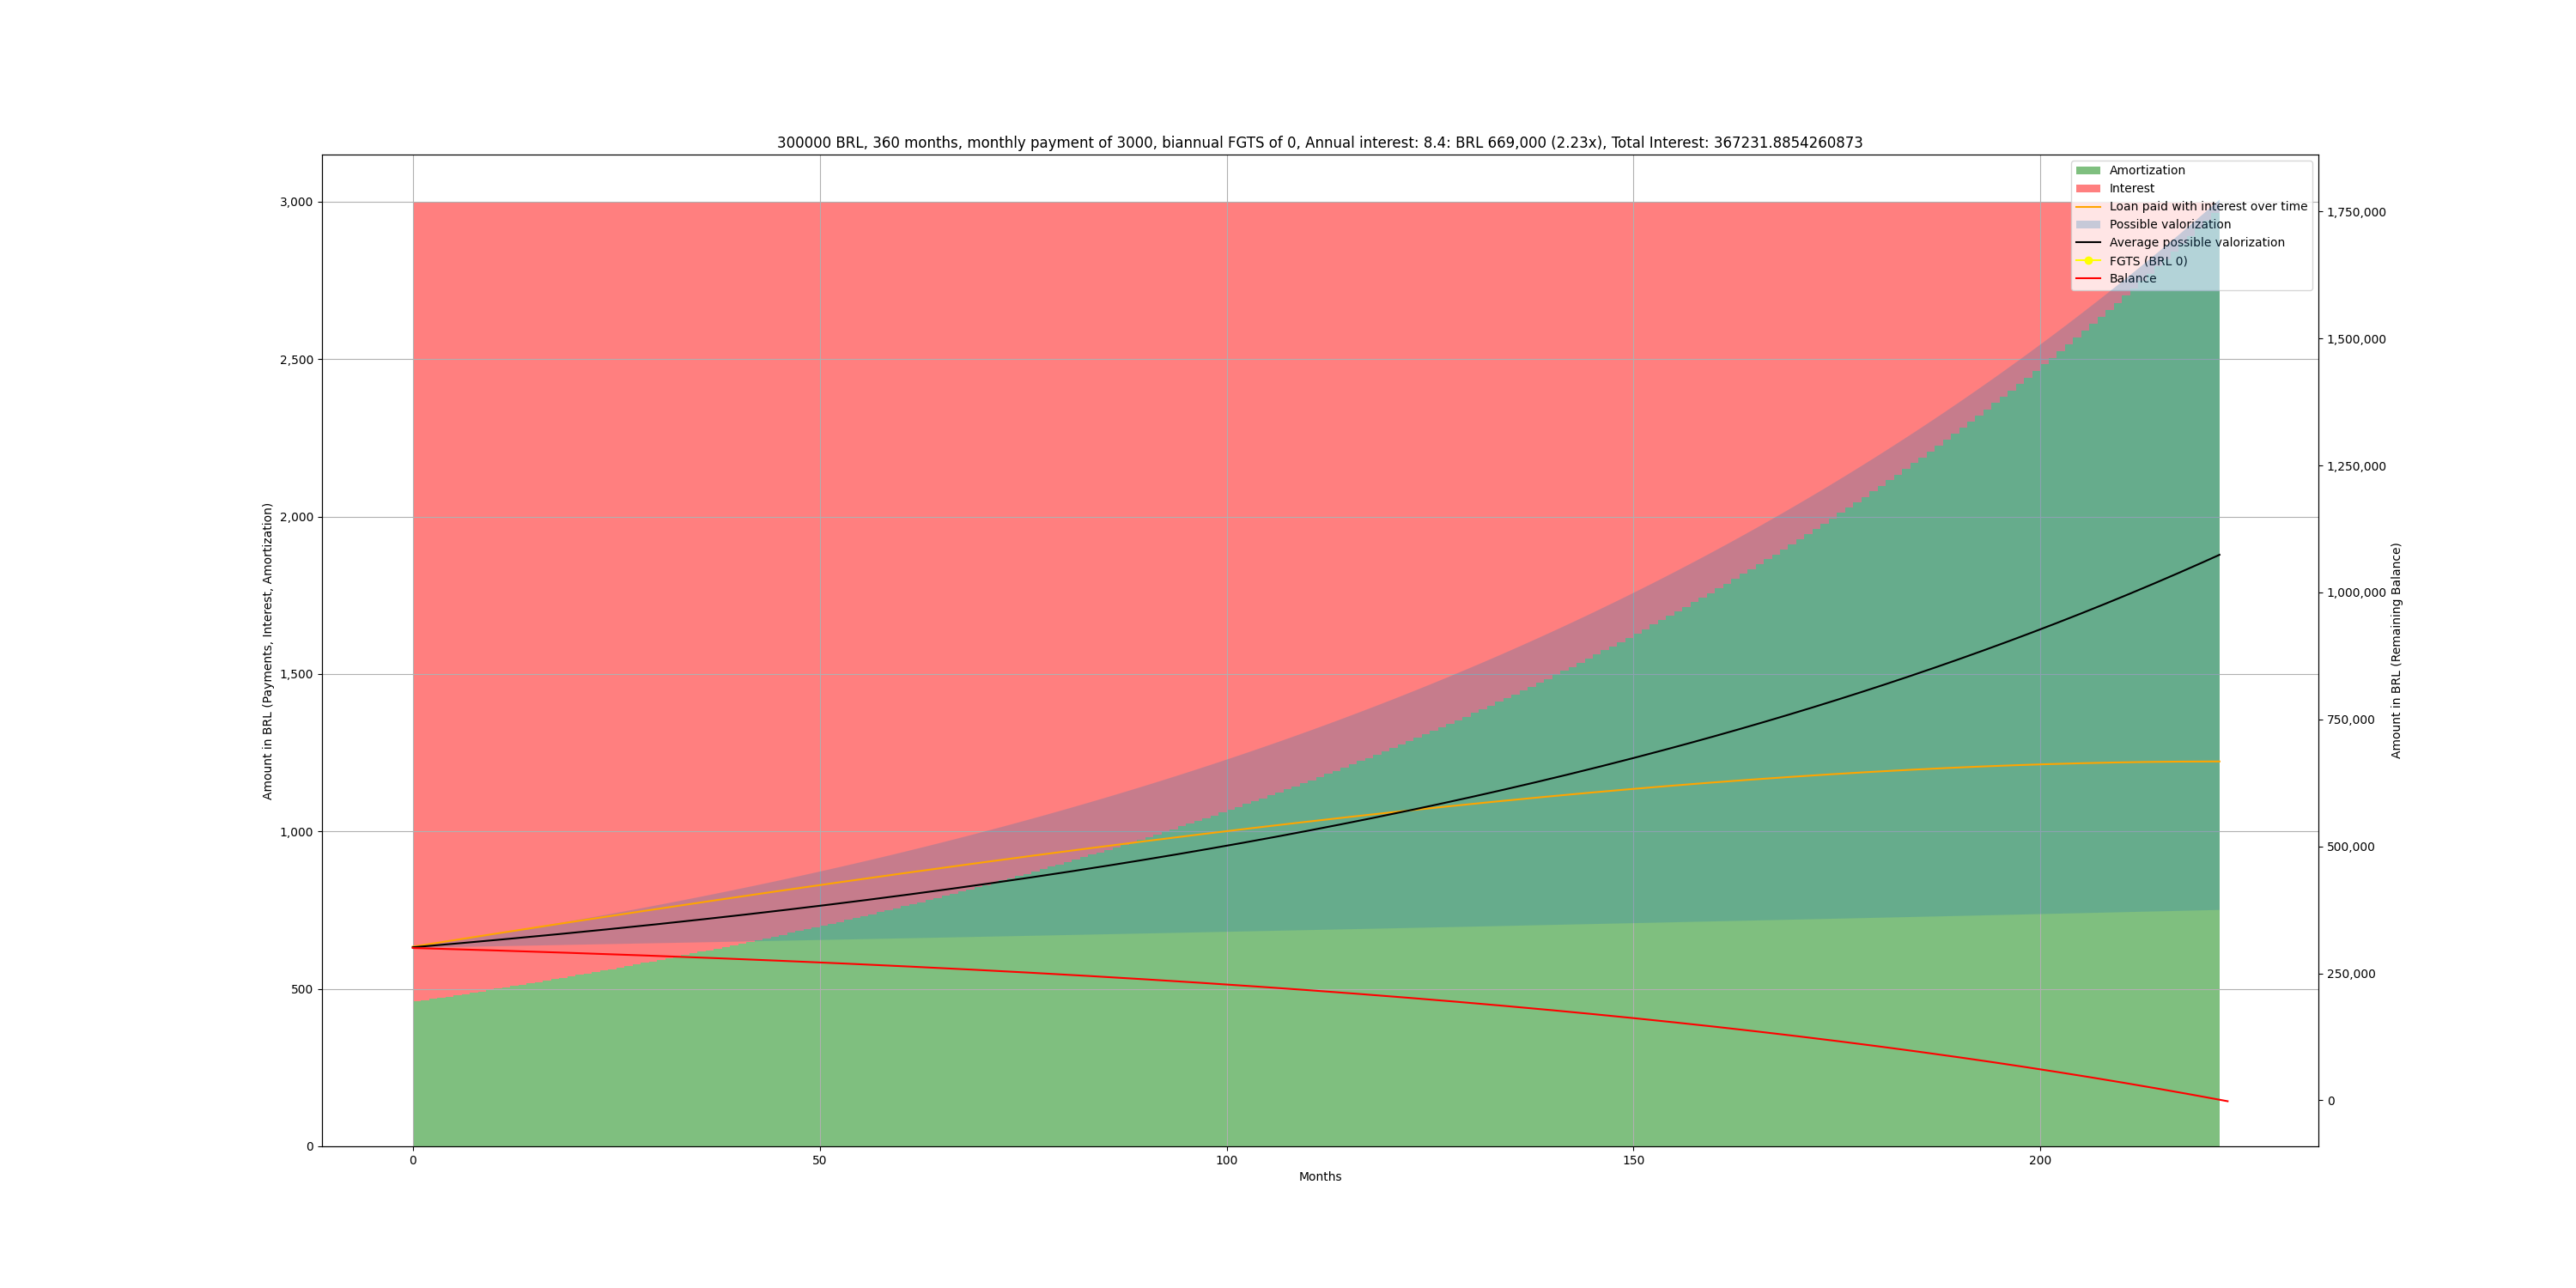 300000 BRL, 360 months, monthly payment of 3000, biannual FGTS of 0, Annual interest: 8.4: BRL 669,000 (2.23x), Total Interest: 367231.8854260873
Amortization
Interest
Loan paid with interest over time
Possible valorization
Average possible valorization
FGTS (BRL 0)
Balance
Amount in BRL (Payments, Interest, Amortization)
3,000
2,500
2,000
1,500
1,000
500
0
1,750,000
1,500,000
1,250,000
1,000,000
750,000
500,000
250,000
0
Amount in BRL (Remaining Balance)
0
50
100
150
200
Months